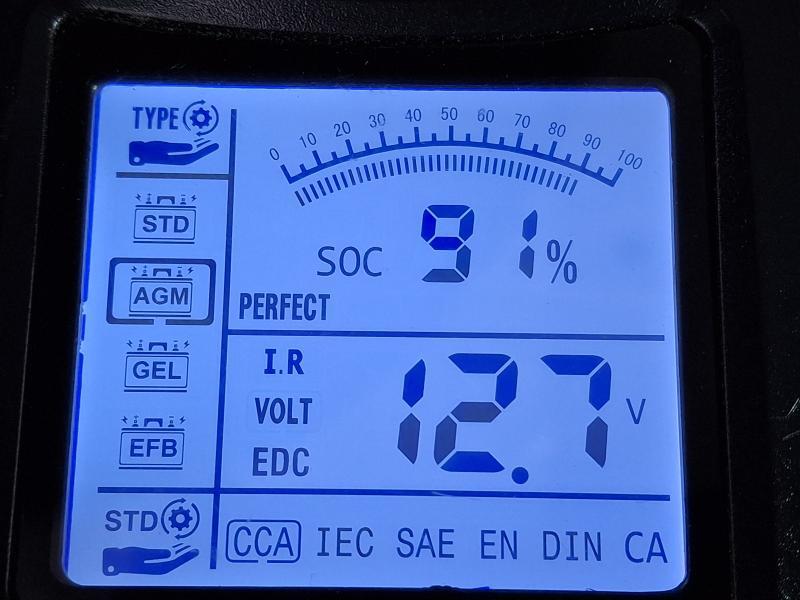 TYPE
0 10 20 30 40 50 60 70 80 90 100
STD
SOC 91%
AGM
PERFECT
I.R
GEL
12.7 V
VOLT
EFB
EDC
STD
CCA IEC SAE EN DIN CA